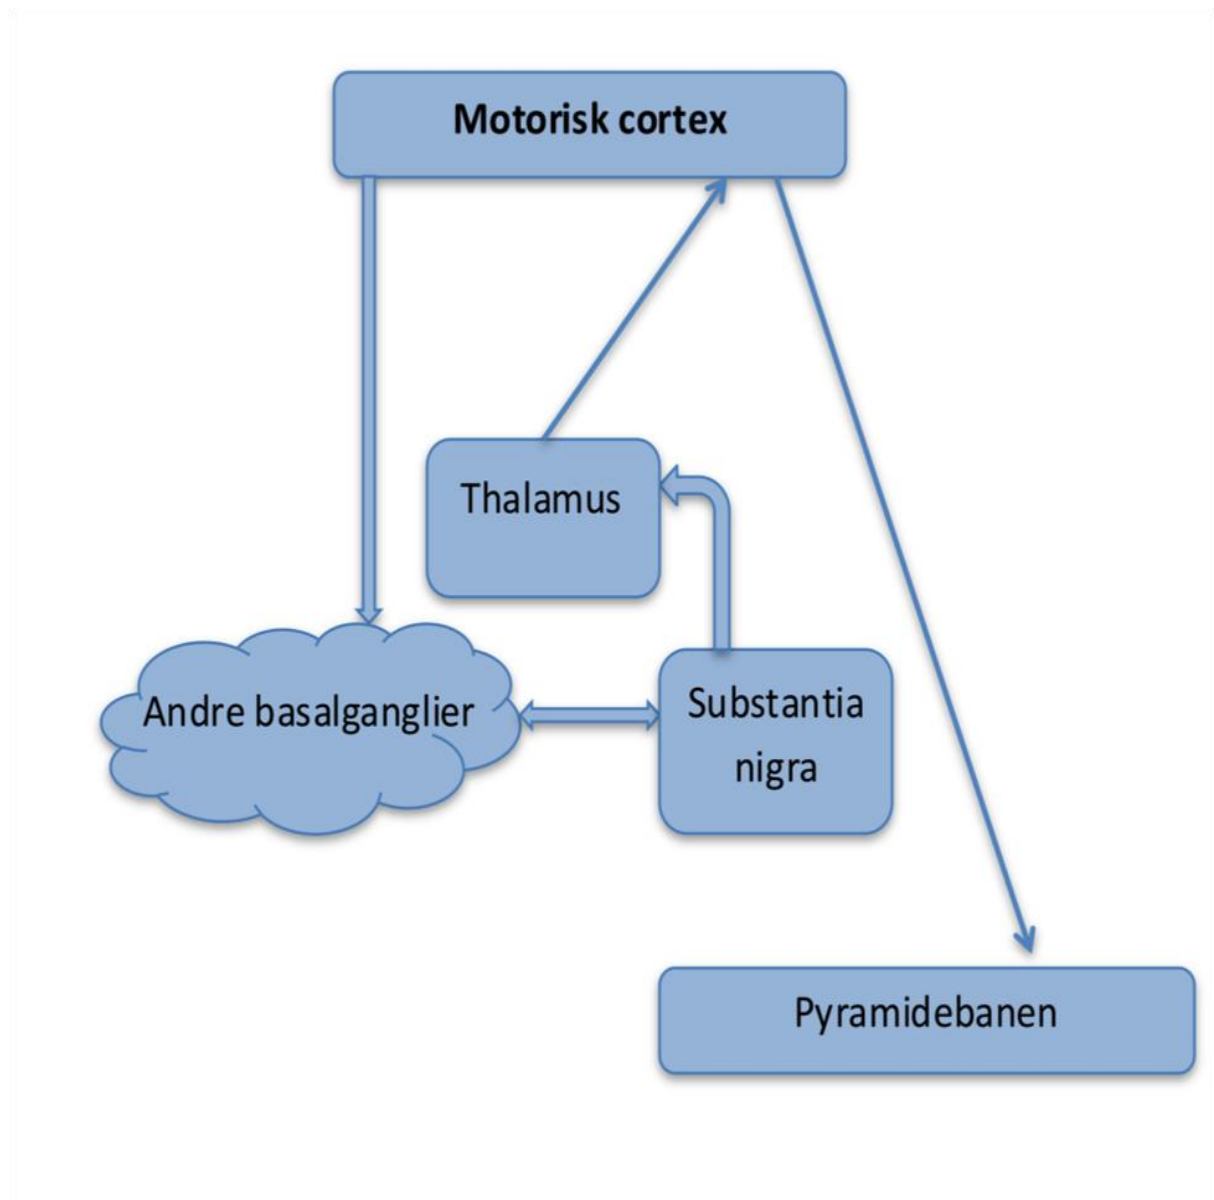 Motorisk cortex
Thalamus
Andre basalganglier
Substantia
nigra
Pyramidebanen